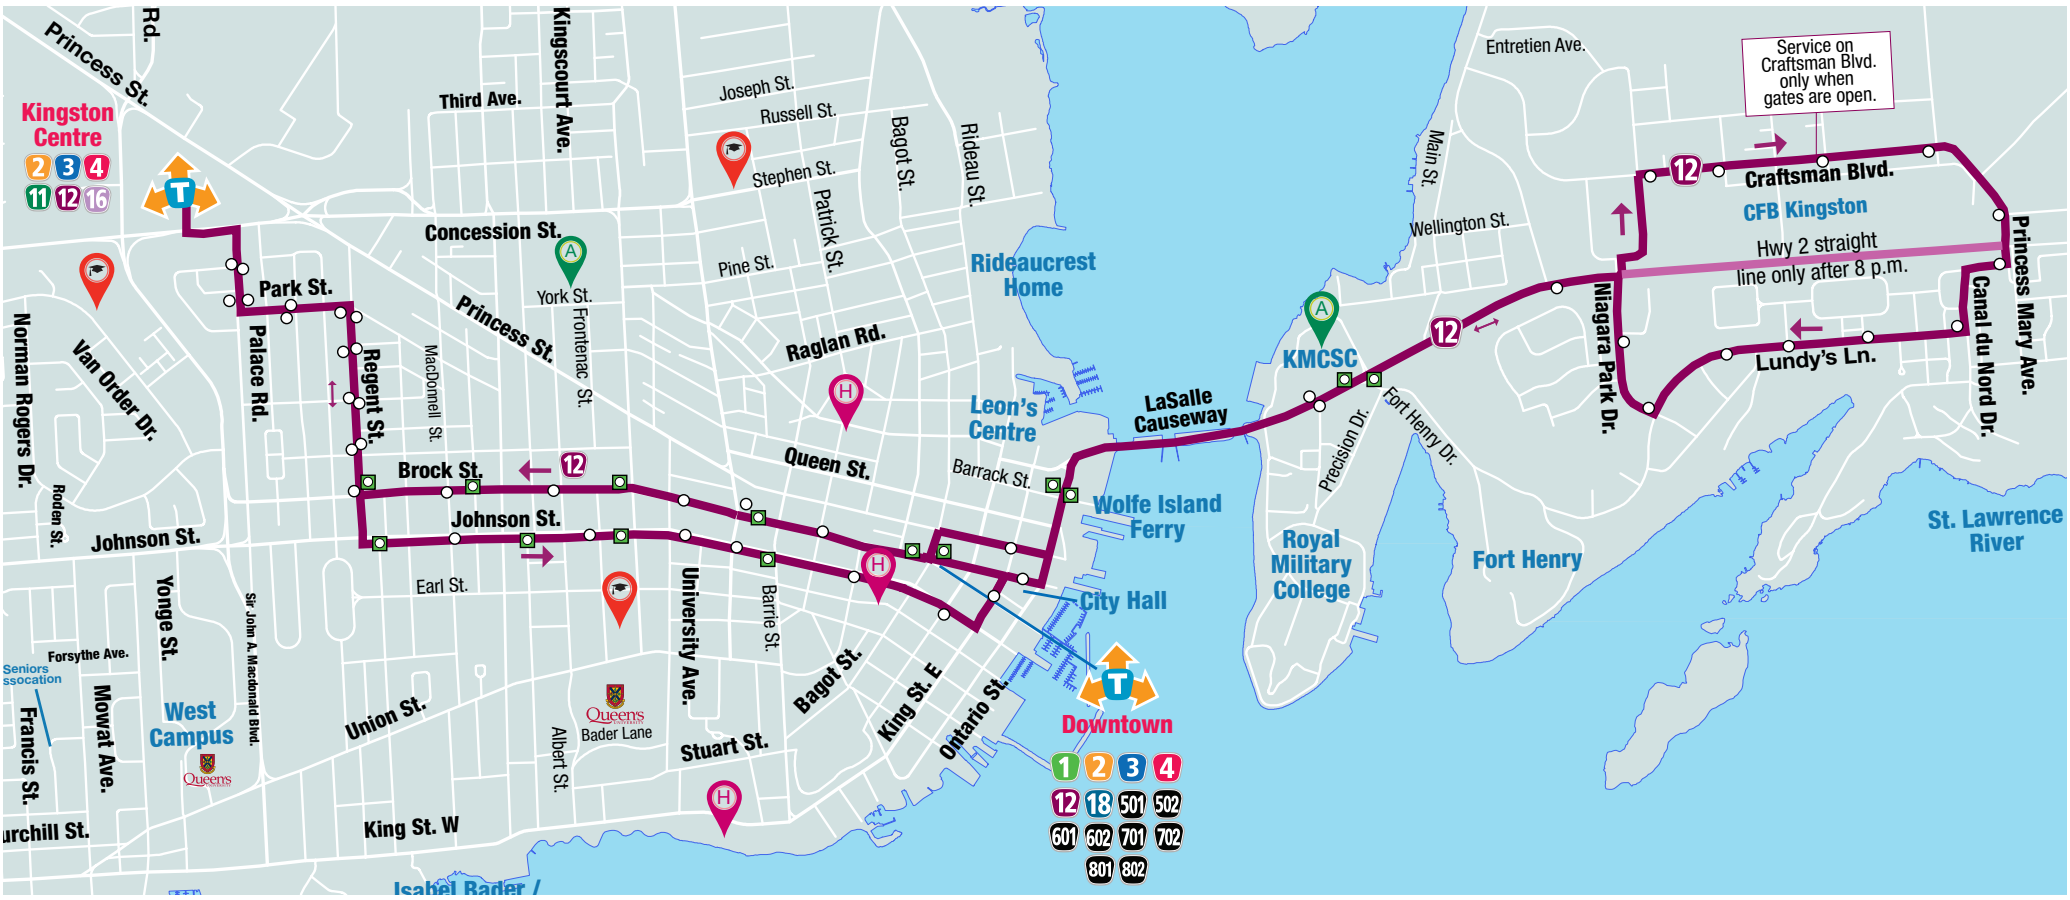 Rd.
Princess St.
Kingscourt Ave.
Entretien Ave.
Service on
Craftsman Blvd.
only when
gates are open.
Kingston
Centre
2 3 4
11 12 16
T
Third Ave.
Joseph St.
Russell St.
Bagot St.
Rideau St.
Stephen St.
Patrick St.
Main St.
12
Craftsman Blvd.
CFB Kingston
Wellington St.
Hwy 2 straight
line only after 8 p.m.
Princess Mary Ave.
Concession St.
A
York St.
Frontenac St.
Pine St.
Rideaucrest
Home
Park St.
Princess St.
Raglan Rd.
A
KMCSC
12
Niagara Park Dr.
Lundy's Ln.
Canal du Nord Dr.
Norman Rogers Dr.
Van Order Dr.
Palace Rd.
Regent St.
MacDonnell St.
H
Leon's
Centre
LaSalle
Causeway
Precision Dr.
Fort Henry Dr.
Brock St.
12
Queen St.
Barrack St.
Wolfe Island
Ferry
Roden St.
Johnson St.
Johnson St.
H
Royal
Military
College
Fort Henry
St. Lawrence
River
Earl St.
City Hall
Yonge St.
Sir John A. Macdonald Blvd.
University Ave.
Barrie St.
Forsythe Ave.
Seniors
ssocation
Mowat Ave.
Francis St.
West
Campus
Queen's
UNIVERSITY
Union St.
Queen's
UNIVERSITY
Bader Lane
Albert St.
Stuart St.
Bagot St.
King St. E
Ontario St.
T
Downtown
1 2 3 4
12 18 501 502
601 602 701 702
801 802
H
urchill St.
King St. W
Isabel Bader /